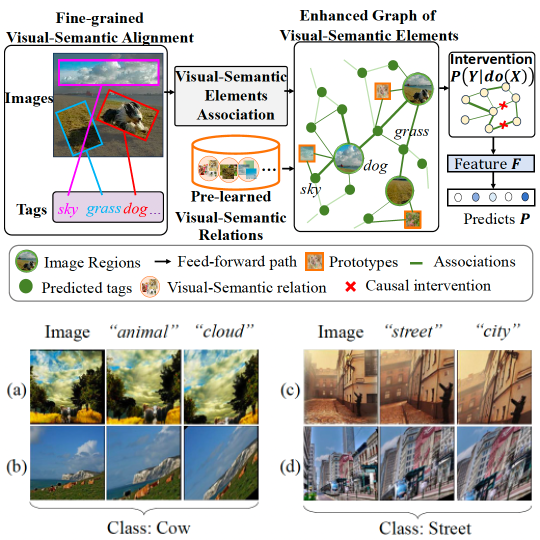 Fine-grained
Visual-Semantic Alignment
Images
Tags
sky grass dog...
Visual-Semantic
Elements
Association
Pre-learned
Visual-Semantic
Relations
...
Enhanced Graph of
Visual-Semantic Elements
grass
dog
sky
Intervention
P(Y|do(X))
Feature F
Predicts P
Image Regions
Feed-forward path
Prototypes
Associations
Predicted tags
Visual-Semantic relation
Causal intervention
Image "animal" "cloud"
(a)
(b)
Class: Cow
Image "street" "city"
(c)
(d)
Class: Street